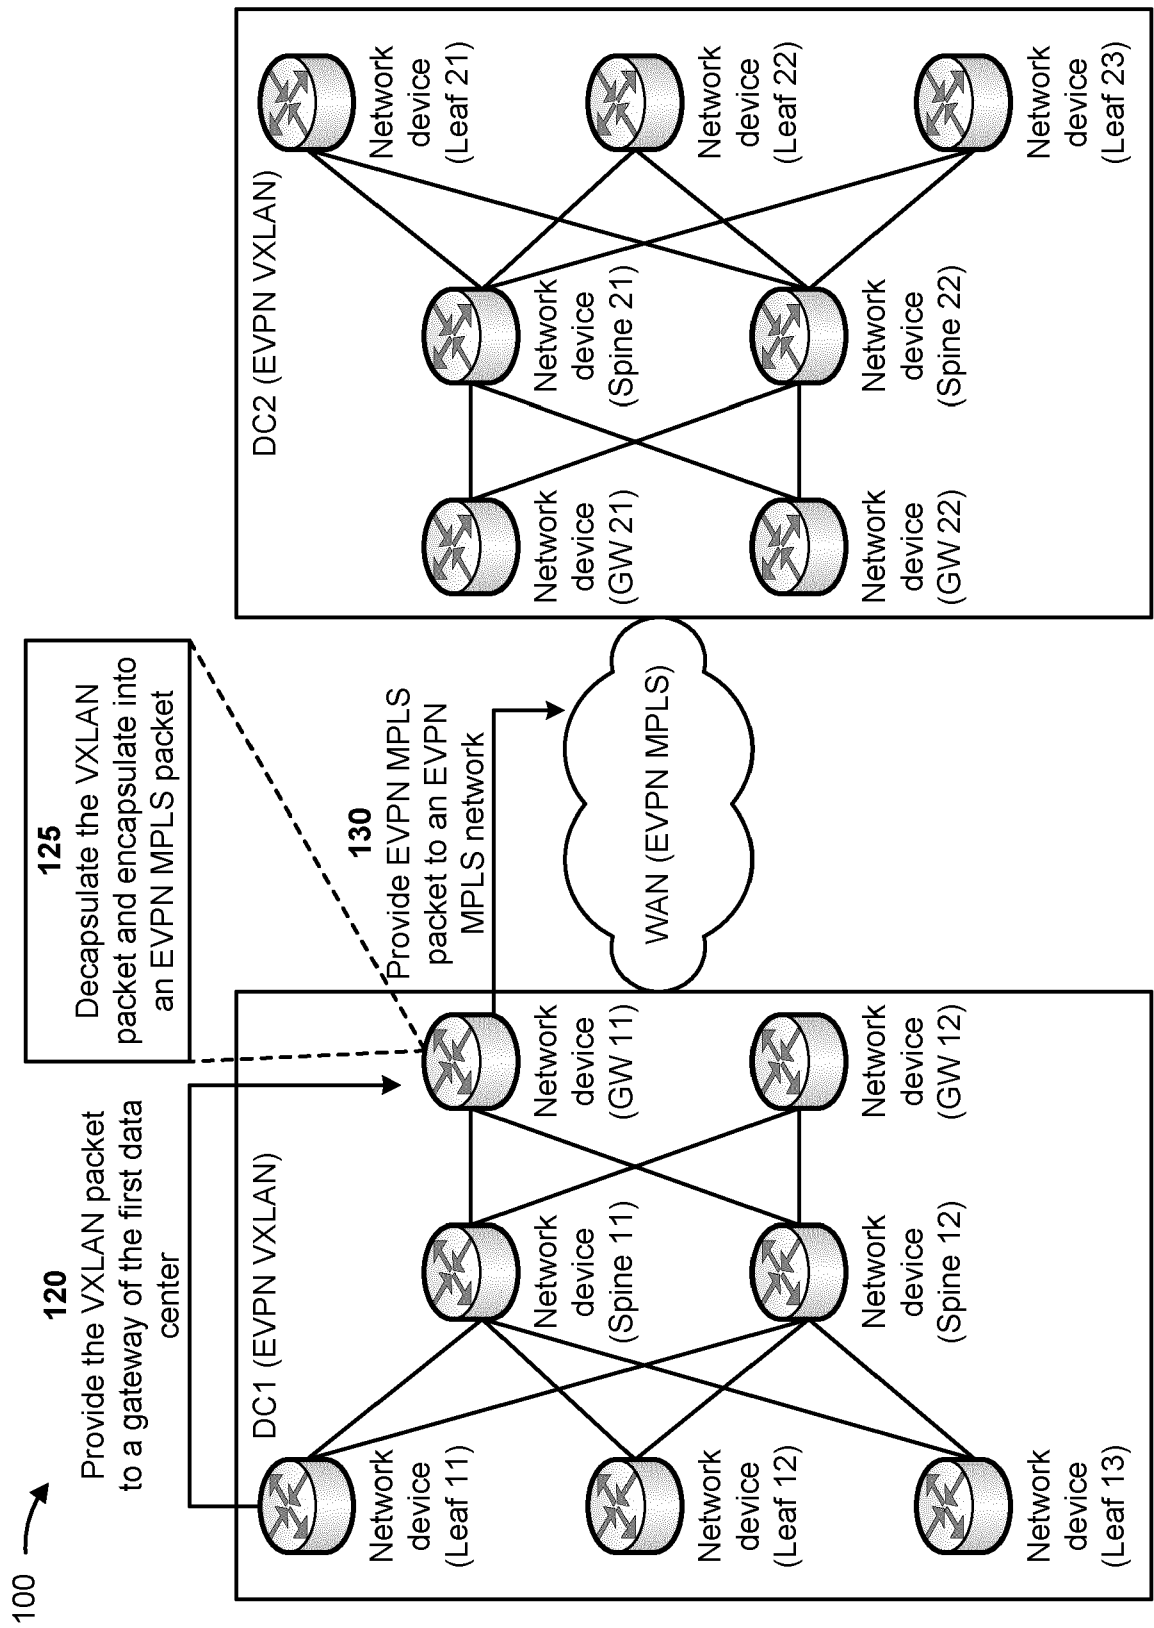 100
120
Provide the VXLAN packet
to a gateway of the first data
center
125
Decapsulate the VXLAN
packet and encapsulate into
an EVPN MPLS packet
130
Provide EVPN MPLS
packet to an EVPN
MPLS network
DC1 (EVPN VXLAN)
Network
device
(Leaf 11)
Network
device
(Leaf 12)
Network
device
(Leaf 13)
Network
device
(Spine 11)
Network
device
(Spine 12)
Network
device
(GW 11)
Network
device
(GW 12)
WAN (EVPN MPLS)
DC2 (EVPN VXLAN)
Network
device
(GW 21)
Network
device
(GW 22)
Network
device
(Spine 21)
Network
device
(Spine 22)
Network
device
(Leaf 21)
Network
device
(Leaf 22)
Network
device
(Leaf 23)